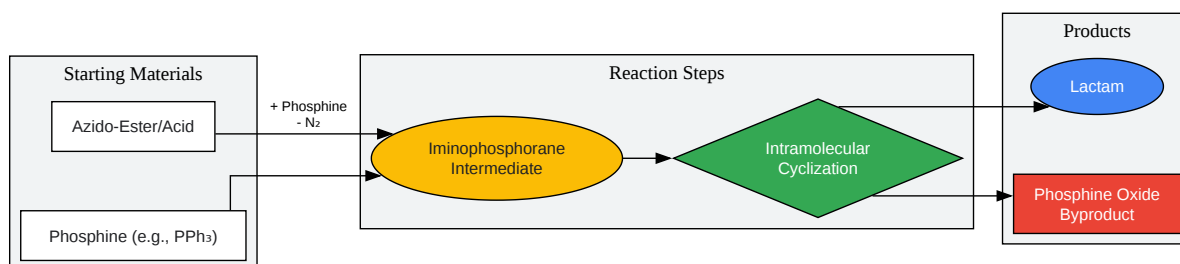 Starting Materials
Azido-Ester/Acid
Phosphine (e.g., PPh₃)
+ Phosphine
- N₂
Reaction Steps
Iminophosphorane
Intermediate
Intramolecular
Cyclization
Products
Lactam
Phosphine Oxide
Byproduct